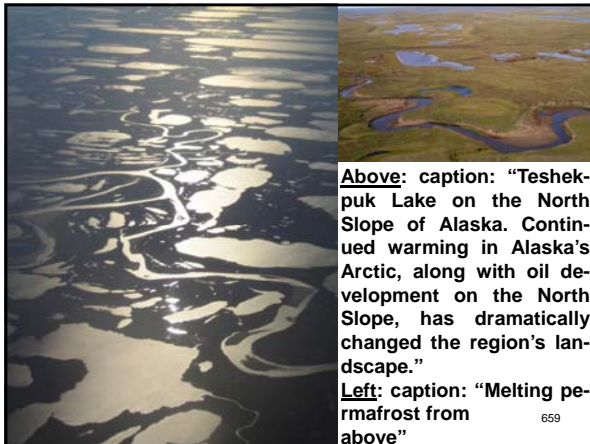 Above: caption: “Teshek-
puk Lake on the North
Slope of Alaska. Contin-
ued warming in Alaska’s
Arctic, along with oil de-
velopment on the North
Slope, has dramatically
changed the region’s lan-
dscape.”
Left: caption: “Melting pe-
rmafrost from
above”
659